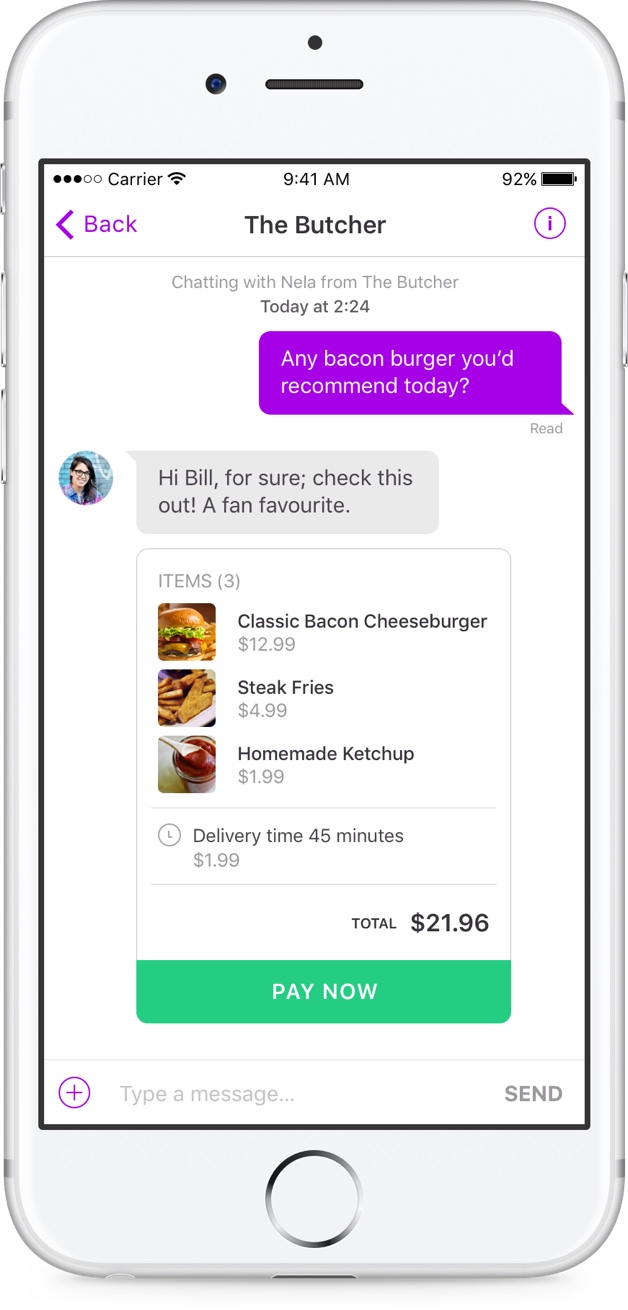 Carrier 9:41 AM 92%
Back The Butcher i
Chatting with Nela from The Butcher
Today at 2:24
Any bacon burger you’d
recommend today?
Read
Hi Bill, for sure; check this
out! A fan favourite.
ITEMS (3)
Classic Bacon Cheeseburger
$12.99
Steak Fries
$4.99
Homemade Ketchup
$1.99
Delivery time 45 minutes
$1.99
TOTAL $21.96
PAY NOW
Type a message... SEND